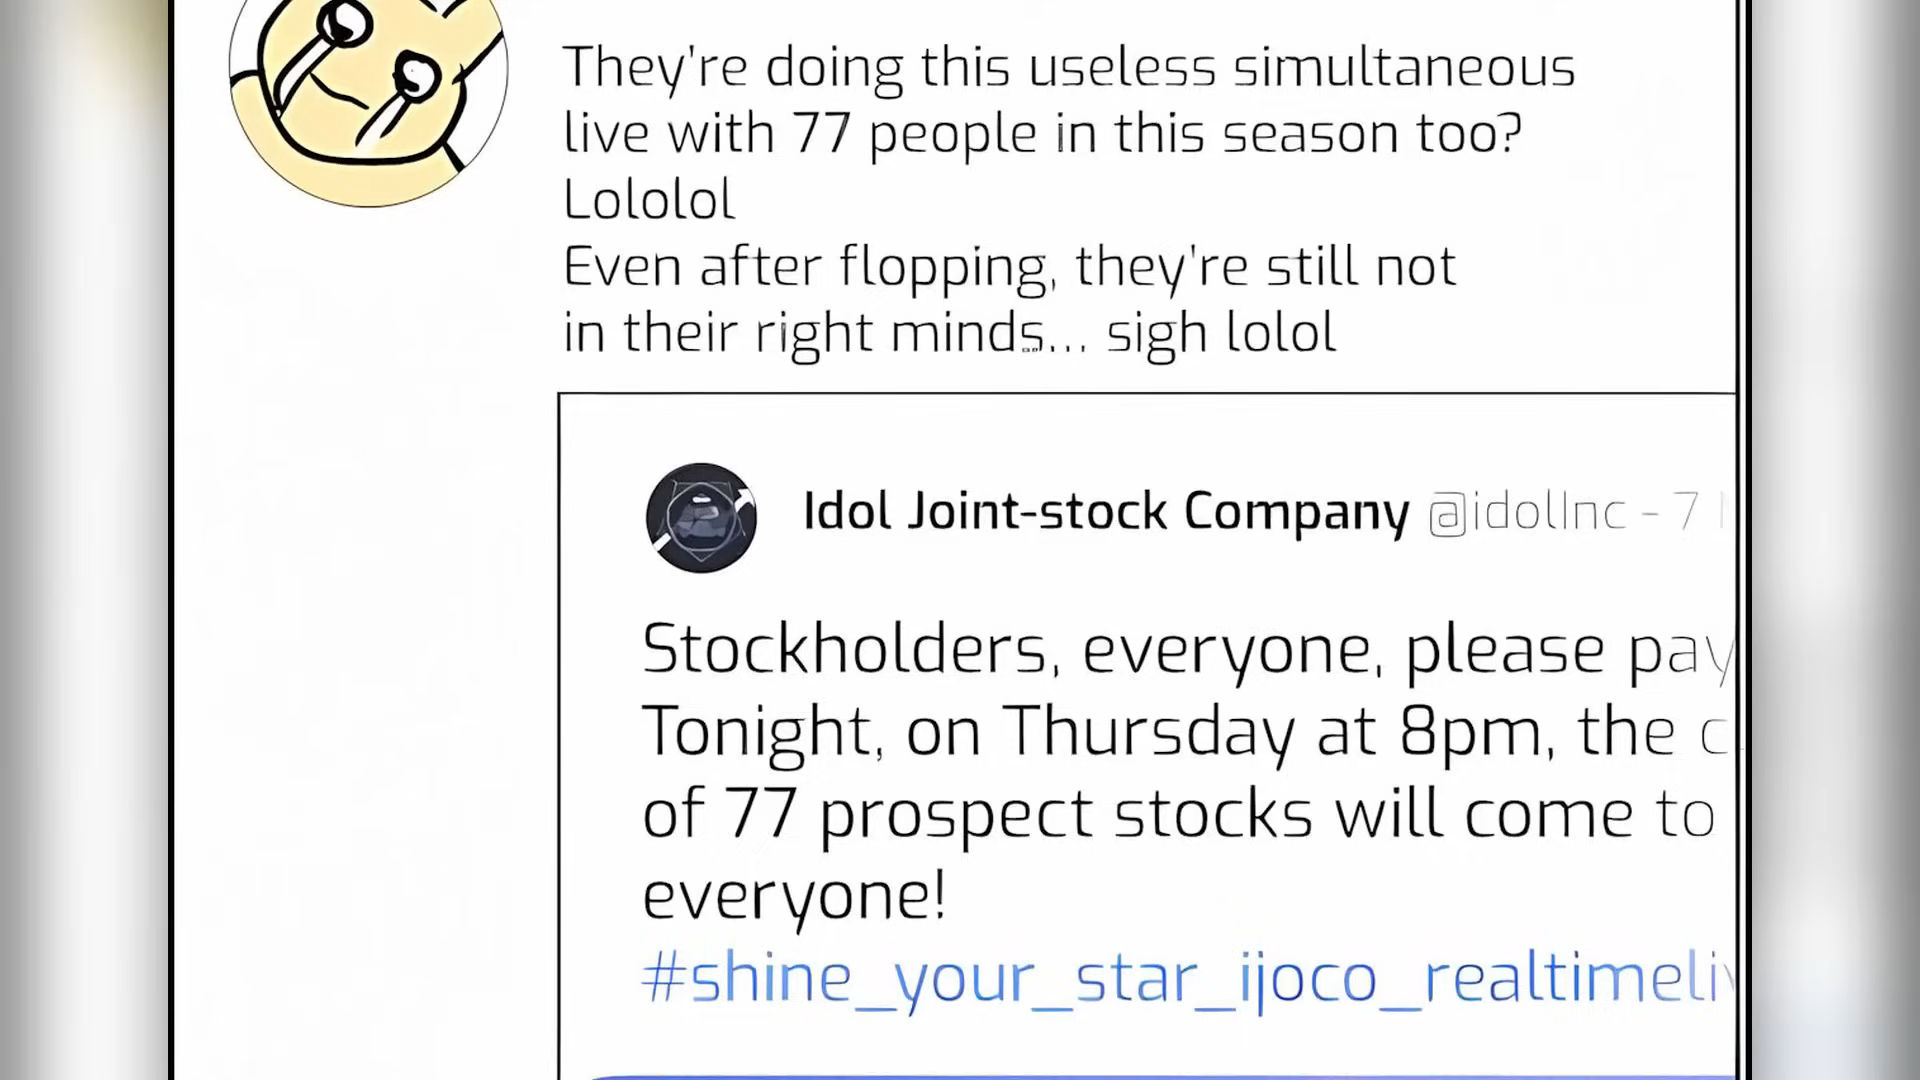 They're doing this useless simultaneous
live with 77 people in this season too?
Lololol
Even after flopping, they're still not
in their right minds... sigh lolol
Idol Joint-stock Company @idolInc - 7
Stockholders, everyone, please pay
Tonight, on Thursday at 8pm, the
of 77 prospect stocks will come to
everyone!
#shine_your_star_ijoco_realtimeli